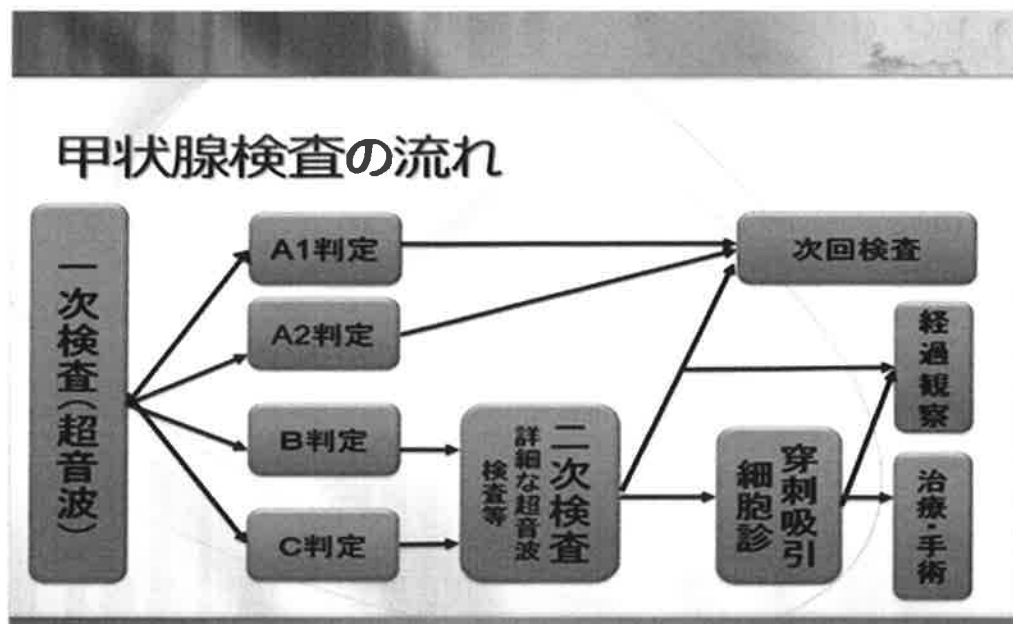 甲状腺検査の流れ
一次検査(超音波)
A1判定
A2判定
B判定
C判定
二次検査
詳細な超音波
検査等
穿刺吸引
細胞診
次回検査
経過観察
治療・手術